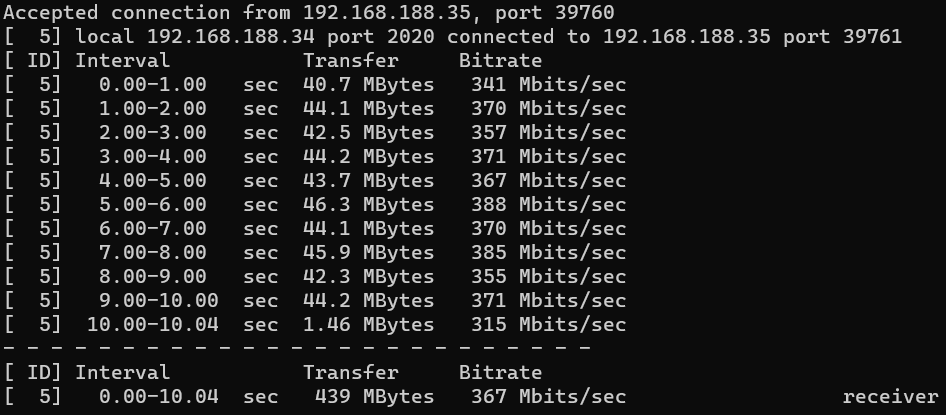 Accepted connection from 192.168.188.35, port 39760
[  5] local 192.168.188.34 port 2020 connected to 192.168.188.35 port 39761
[ ID] Interval           Transfer     Bitrate
[  5]   0.00-1.00   sec  40.7 MBytes   341 Mbits/sec
[  5]   1.00-2.00   sec  44.1 MBytes   370 Mbits/sec
[  5]   2.00-3.00   sec  42.5 MBytes   357 Mbits/sec
[  5]   3.00-4.00   sec  44.2 MBytes   371 Mbits/sec
[  5]   4.00-5.00   sec  43.7 MBytes   367 Mbits/sec
[  5]   5.00-6.00   sec  46.3 MBytes   388 Mbits/sec
[  5]   6.00-7.00   sec  44.1 MBytes   370 Mbits/sec
[  5]   7.00-8.00   sec  45.9 MBytes   385 Mbits/sec
[  5]   8.00-9.00   sec  42.3 MBytes   355 Mbits/sec
[  5]   9.00-10.00  sec  44.2 MBytes   371 Mbits/sec
[  5]  10.00-10.04  sec  1.46 MBytes   315 Mbits/sec
- - - - - - - - - - - - - - - - - - - - - - - - -
[ ID] Interval           Transfer     Bitrate
[  5]   0.00-10.04  sec   439 MBytes   367 Mbits/sec                  receiver